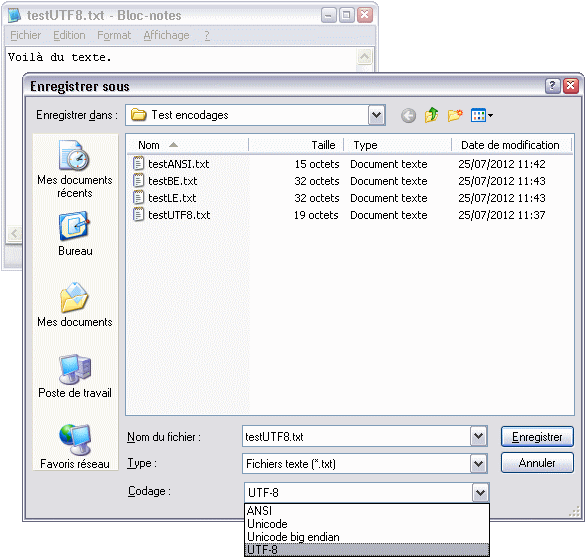 testUTF8.txt - Bloc-notes
Fichier Edition Format Affichage ?
Voilà du texte.
Enregistrer sous
Enregistrer dans : Test encodages
Mes documents récents
Bureau
Mes documents
Poste de travail
Favoris réseau
Nom Taille Type Date de modification
testANSI.txt 15 octets Document texte 25/07/2012 11:42
testBE.txt 32 octets Document texte 25/07/2012 11:43
testLE.txt 32 octets Document texte 25/07/2012 11:43
testUTF8.txt 19 octets Document texte 25/07/2012 11:37
Nom du fichier : testUTF8.txt Enregistrer
Type : Fichiers texte (*.txt) Annuler
Codage : UTF-8
ANSI
Unicode
Unicode big endian
UTF-8